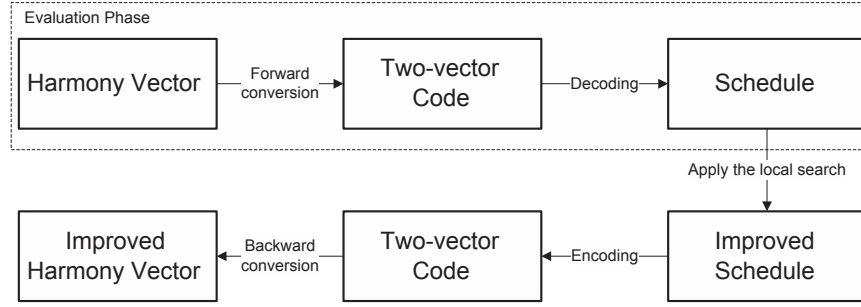 Evaluation Phase
Harmony Vector
Forward
conversion
Two-vector
Code
Decoding
Schedule
Apply the local search
Improved
Harmony Vector
Backward
conversion
Two-vector
Code
Encoding
Improved
Schedule